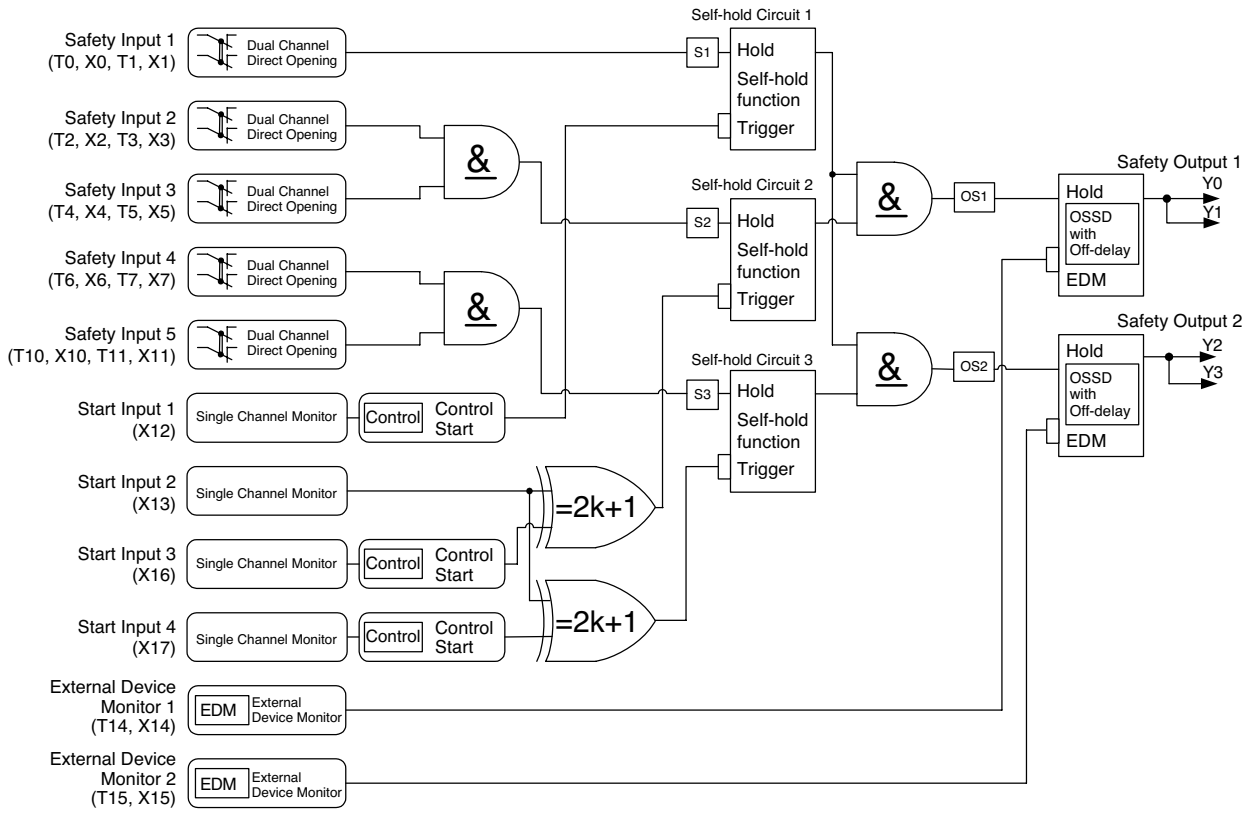 Self-hold Circuit 1
Safety Input 1
(T0, X0, T1, X1)
Dual Channel
Direct Opening
S1
Hold
Self-hold
function
Trigger
Safety Input 2
(T2, X2, T3, X3)
Dual Channel
Direct Opening
&
Safety Input 3
(T4, X4, T5, X5)
Dual Channel
Direct Opening
Self-hold Circuit 2
S2
Hold
Self-hold
function
Trigger
&
OS1
Safety Output 1
Hold
OSSD
with
Off-delay
EDM
Y0
Y1
Safety Input 4
(T6, X6, T7, X7)
Dual Channel
Direct Opening
&
Safety Input 5
(T10, X10, T11, X11)
Dual Channel
Direct Opening
Self-hold Circuit 3
S3
Hold
Self-hold
function
Trigger
&
OS2
Safety Output 2
Hold
OSSD
with
Off-delay
EDM
Y2
Y3
Start Input 1
(X12)
Single Channel Monitor
Control
Control
Start
Start Input 2
(X13)
Single Channel Monitor
=2k+1
Start Input 3
(X16)
Single Channel Monitor
Control
Control
Start
Start Input 4
(X17)
Single Channel Monitor
Control
Control
Start
=2k+1
External Device
Monitor 1
(T14, X14)
EDM
External
Device Monitor
External Device
Monitor 2
(T15, X15)
EDM
External
Device Monitor